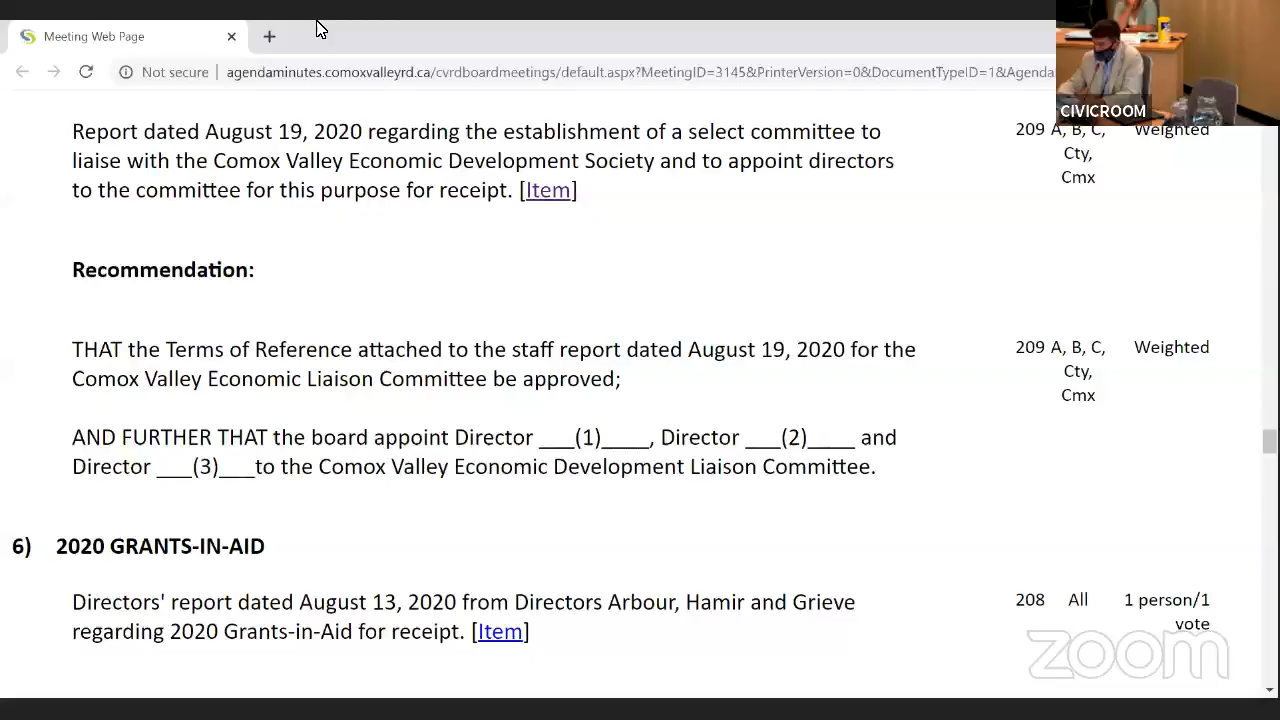 Meeting Web Page
Not secure | agendaminutes.comoxvalleyrd.ca/cvrdboardmeetings/default.aspx?MeetingID=3145&PrinterVersion=0&DocumentTypeID=1&Agenda
CIVICROOM
Report dated August 19, 2020 regarding the establishment of a select committee to
liaise with the Comox Valley Economic Development Society and to appoint directors
to the committee for this purpose for receipt. [Item]
209 A, B, C, Weighted
Cty,
Cmx
Recommendation:
THAT the Terms of Reference attached to the staff report dated August 19, 2020 for the
Comox Valley Economic Liaison Committee be approved;
209 A, B, C, Weighted
Cty,
Cmx
AND FURTHER THAT the board appoint Director ___(1)____, Director ___(2)____ and
Director ___(3)___to the Comox Valley Economic Development Liaison Committee.
6) 2020 GRANTS-IN-AID
Directors' report dated August 13, 2020 from Directors Arbour, Hamir and Grieve
regarding 2020 Grants-in-Aid for receipt. [Item]
208 All 1 person/1
vote
zoom